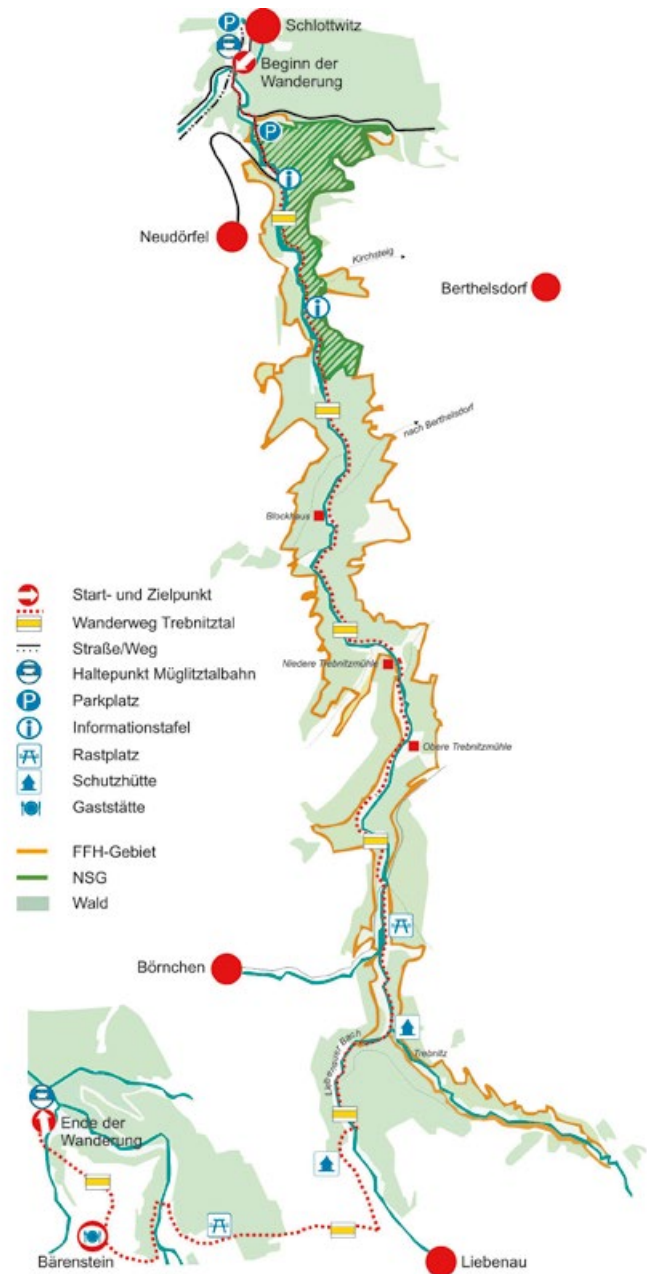 P
Schlottwitz
Beginn der
Wanderung
P
i
Neudörfel
Kirchsteig
Berthelsdorf
i
nach Berthelsdorf
Blockhaus
Start- und Zielpunkt
Wanderweg Trebnitztal
Straße/Weg
Haltepunkt Müglitztalbahn
P
Parkplatz
i
Informationstafel
Rastplatz
Schutzhütte
Gaststätte
FFH-Gebiet
NSG
Wald
Niedere Trebnitzmühle
Obere Trebnitzmühle
Börnchen
Liebenauer Bach
Trebnitz
Ende der
Wanderung
Bärenstein
Liebenau